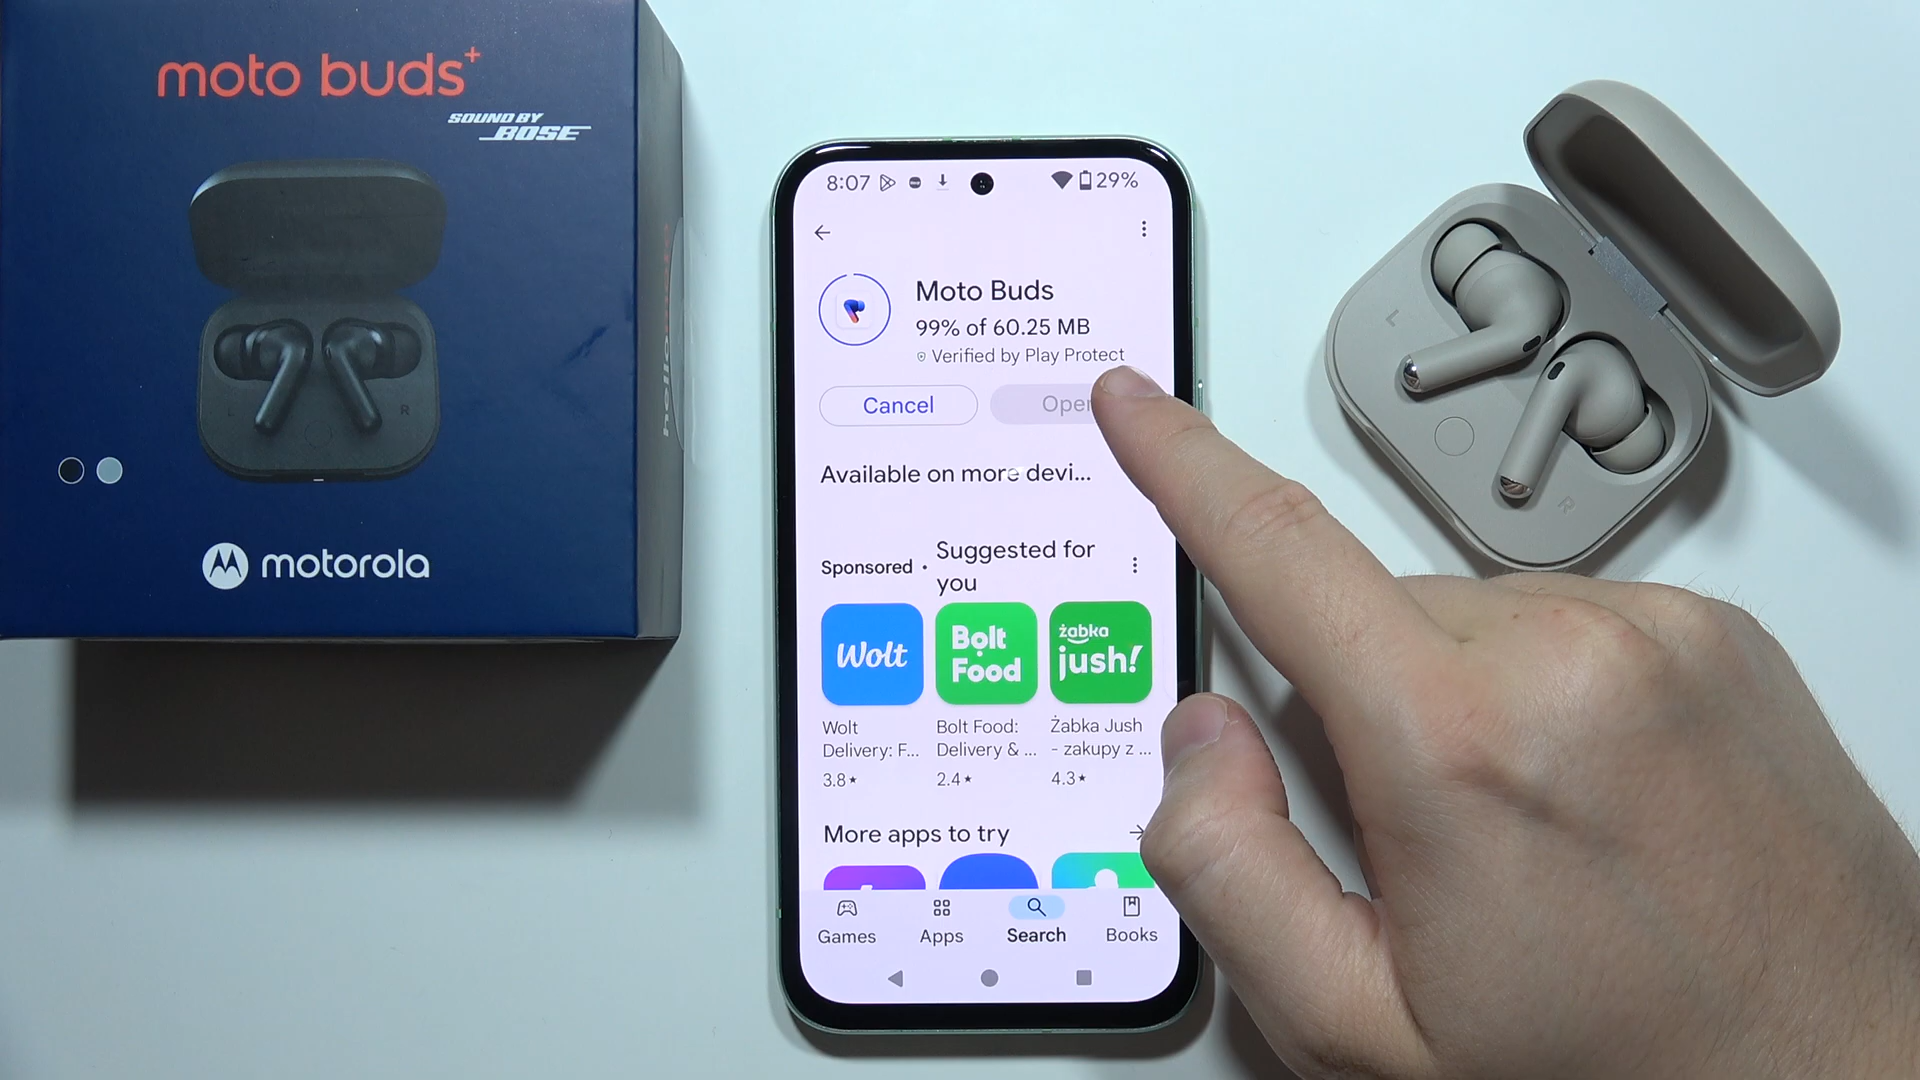 moto buds+
SOUND BY
BOSE
L
R
motorola
8:07
29%
Moto Buds
99% of 60.25 MB
Verified by Play Protect
Cancel
Open
Available on more devi...
Sponsored • Suggested for you
Wolt
Bolt Food
żabka jush!
Wolt Delivery: F...
3.8★
Bolt Food: Delivery & ...
2.4★
Żabka Jush - zakupy z ...
4.3★
More apps to try
Games
Apps
Search
Books
L
R